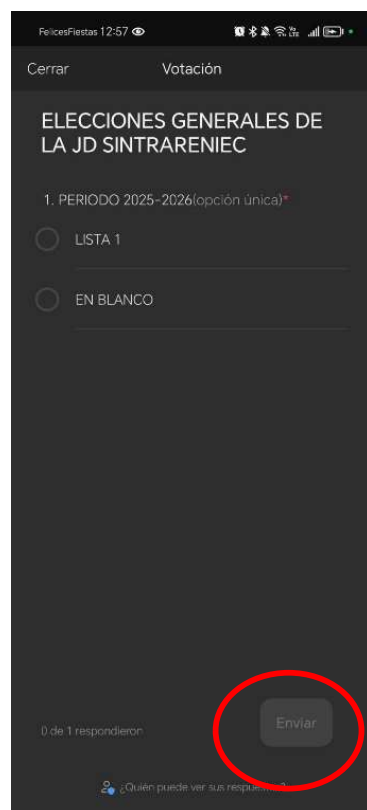 FelicesFiestas 12:57
Cerrar Votación
ELECCIONES GENERALES DE
LA JD SINTRARENIEC
1. PERIODO 2025-2026(opción única)*
LISTA 1
EN BLANCO
0 de 1 respondieron
Enviar
¿Quién puede ver sus respuestas?